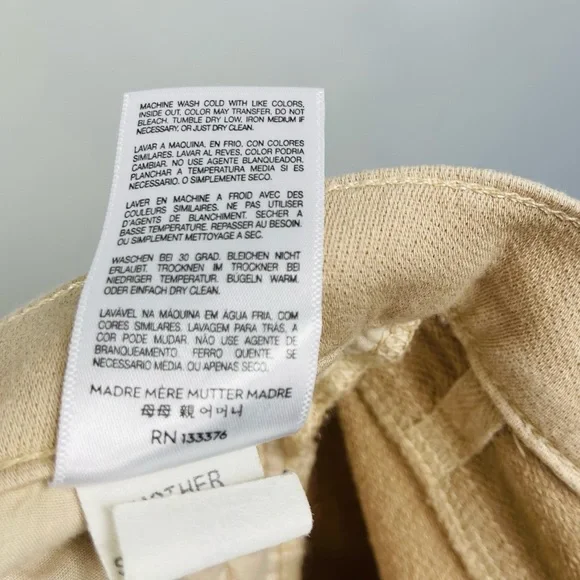 MACHINE WASH COLD WITH LIKE COLORS,
INSIDE OUT, COLOR MAY TRANSFER. DO NOT
BLEACH. TUMBLE DRY LOW, IRON MEDIUM IF
NECESSARY, OR JUST DRY CLEAN.
LAVAR A MAQUINA, EN FRIO, CON COLORES
SIMILARES. LAVAR AL REVES, COLOR PODRIA
CAMBIAR. NO USE AGENTE BLANQUEADOR.
PLANCHAR A TEMPERATURA MEDIA SI ES
NECESARIO. O SIMPLEMENTE SECO.
LAVER EN MACHINE A FROID AVEC DES
COULEURS SIMILAIRES. NE PAS UTILISER
D'AGENTS DE BLANCHIMENT. SECHER A
BASSE TEMPERATURE. REPASSER AU BESOIN.
OU SIMPLEMENT METTOYAGE A SEC.
WASCHEN BEI 30 GRAD. BLEICHEN NICHT
ERLAUBT. TROCKNEN IM TROCKNER BEI
NIEDRIGER TEMPERATUR. BÜGELN WARM.
ODER EINFACH DRY CLEAN.
LAVÁVEL NA MÁQUINA EM ÁGUA FRIA, COM
CORES SIMILARES. LAVAGEM PARA TRÁS, A
COR PODE MUDAR. NÃO USE AGENTE DE
BRANQUEAMENTO. FERRO QUENTE, SE
NECESSÁRIO MÉDIA. OU APENAS SECO.
MADRE MÈRE MUTTER MADRE
母母 親 어머니
RN 133376
MOTHER
S